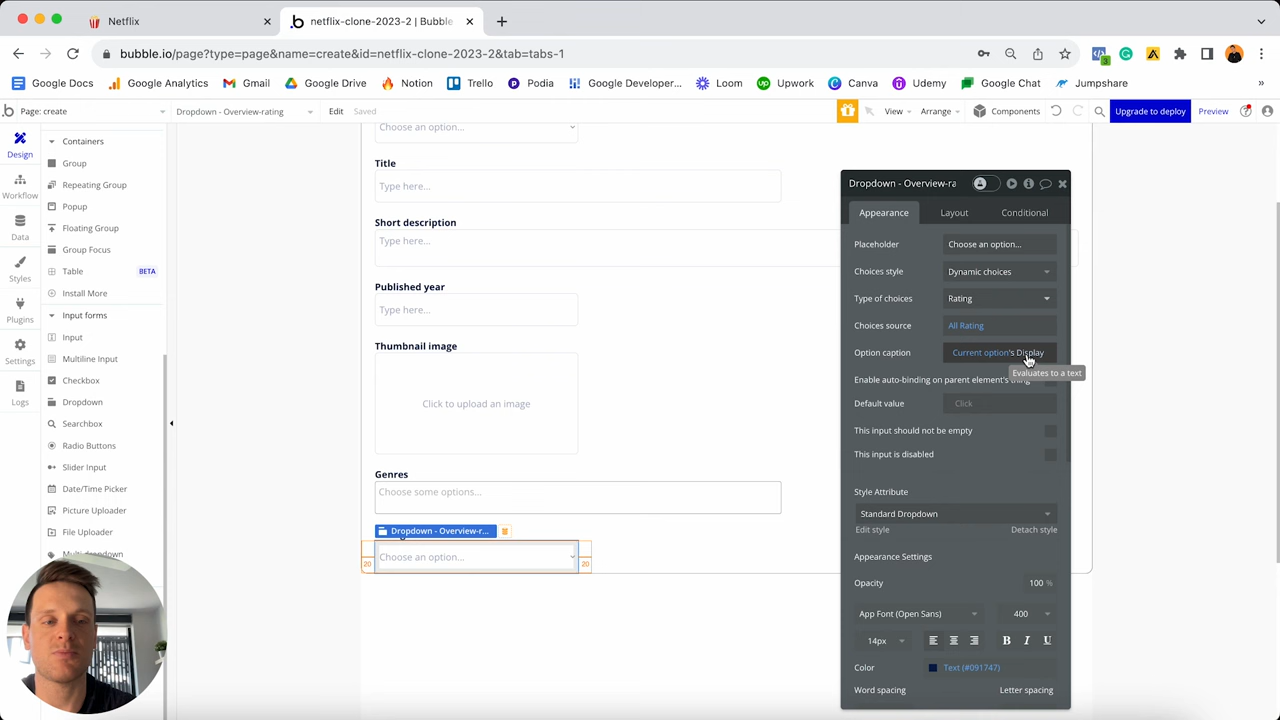 Netflix
netflix-clone-2023-2 | Bubble
bubble.io/page?type=page&name=create&id=netflix-clone-2023-2&tab=tabs-1
3
Google Docs
Google Analytics
Gmail
Google Drive
Notion
Trello
Podia
Google Developer...
Loom
Upwork
Canva
Udemy
Google Chat
Jumpshare
Page: create
Dropdown - Overview-rating
Edit
Saved
View
Arrange
Components
Upgrade to deploy
Preview
Design
Workflow
Data
Styles
Plugins
Settings
Logs
Containers
Group
Repeating Group
Popup
Floating Group
Group Focus
Table
BETA
Install More
Input forms
Input
Multiline Input
Checkbox
Dropdown
Searchbox
Radio Buttons
Slider Input
Date/Time Picker
Picture Uploader
File Uploader
Multi dropdown
Choose an option...
Title
Type here...
Short description
Type here...
Published year
Type here...
Thumbnail image
Click to upload an image
Genres
Choose some options...
Dropdown - Overview-r...
20
Choose an option...
20
Dropdown - Overview-ra
Appearance
Layout
Conditional
Placeholder
Choose an option...
Choices style
Dynamic choices
Type of choices
Rating
Choices source
All Rating
Option caption
Current option's Display
Evaluates to a text
Enable auto-binding on parent element's thing
Default value
Click
This input should not be empty
This input is disabled
Style Attribute
Standard Dropdown
Edit style
Detach style
Appearance Settings
Opacity
100 %
App Font (Open Sans)
400
14px
B I U
Color
Text (#091747)
Word spacing
Letter spacing